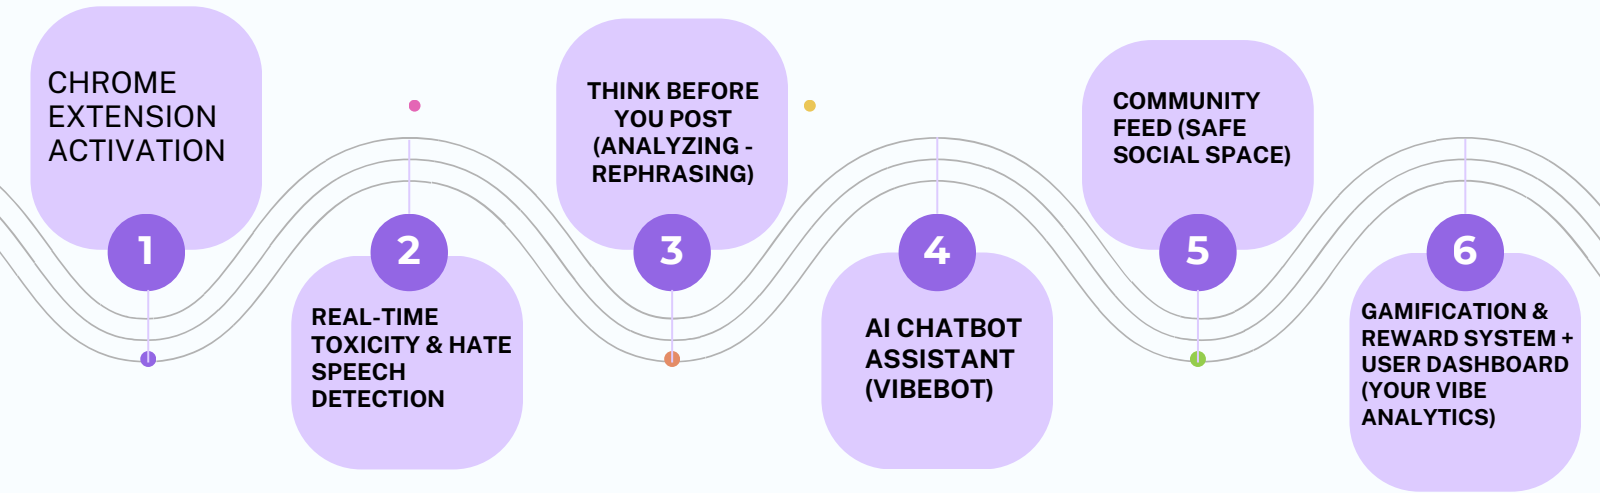 CHROME
EXTENSION
ACTIVATION
1
2
REAL-TIME
TOXICITY & HATE
SPEECH
DETECTION
THINK BEFORE
YOU POST
(ANALYZING -
REPHRASING)
3
4
AI CHATBOT
ASSISTANT
(VIBEBOT)
COMMUNITY
FEED (SAFE
SOCIAL SPACE)
5
6
GAMIFICATION &
REWARD SYSTEM +
USER DASHBOARD
(YOUR VIBE
ANALYTICS)